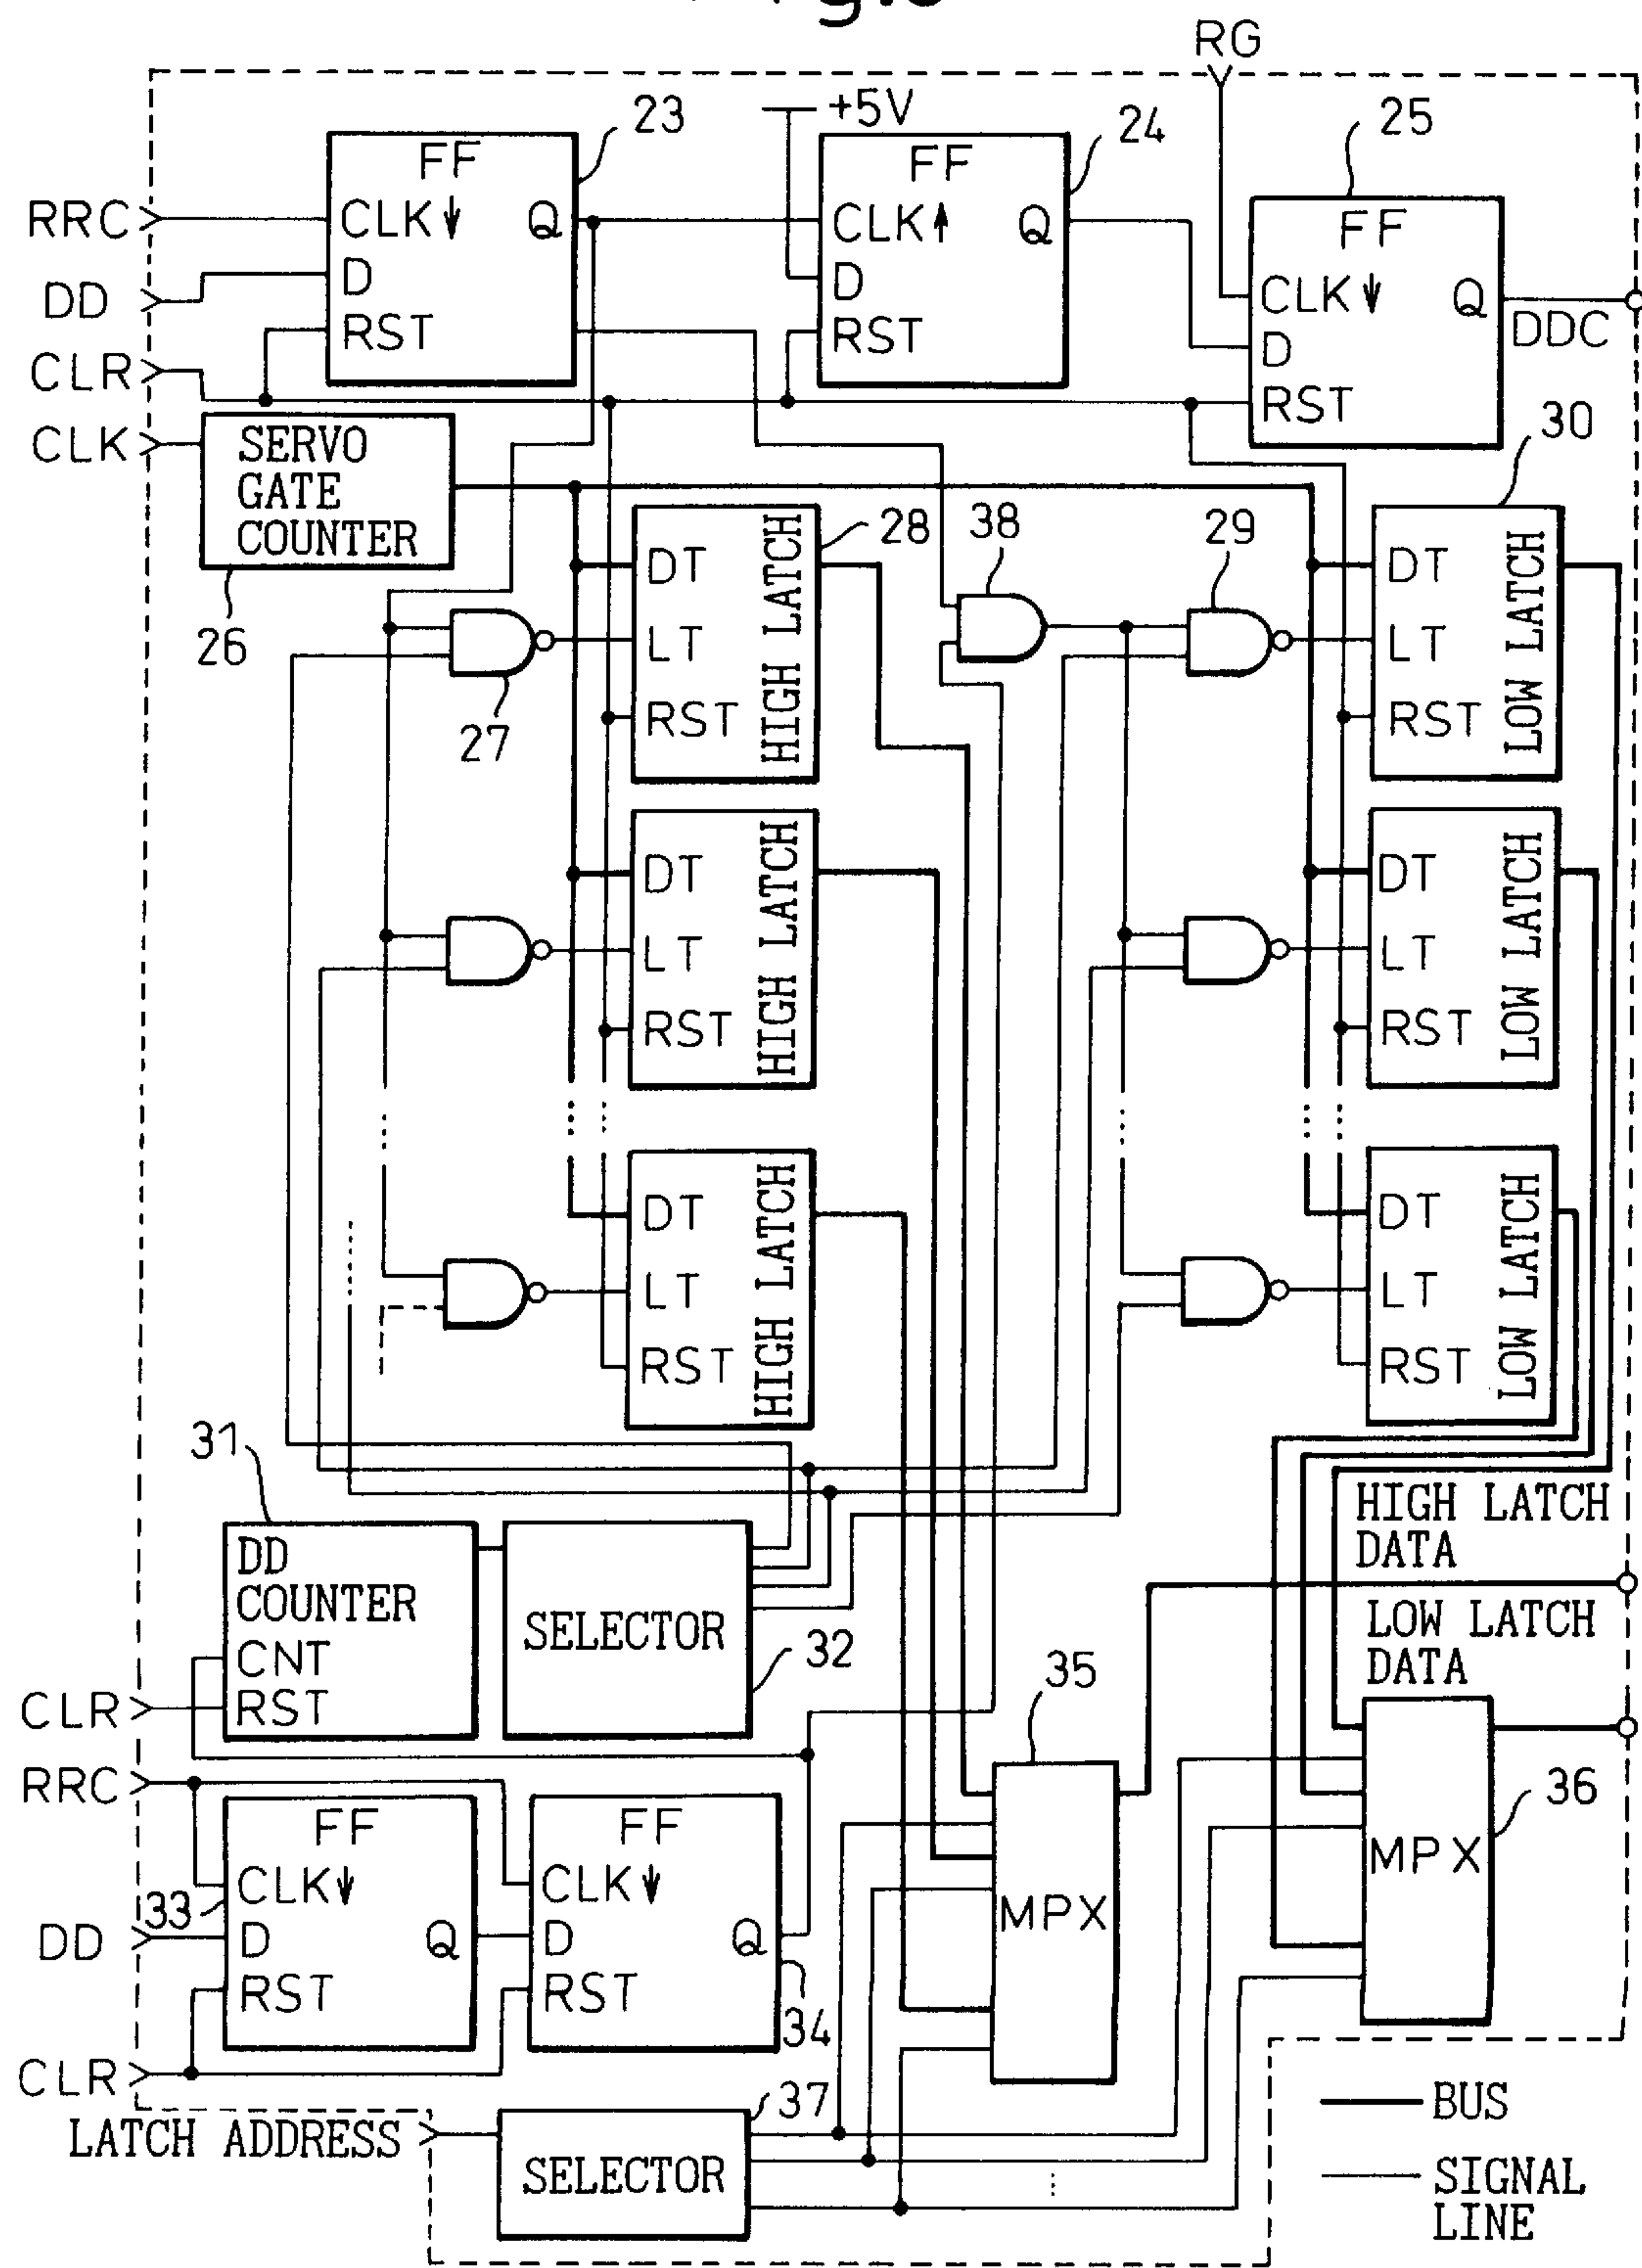 RG
+5V
23
24
25
FF
FF
FF
RRC
CLK↓
Q
CLK↑
Q
DD
D
D
CLK↓
Q
RST
RST
DDC
CLR
D
RST
CLK
SERVO
GATE
COUNTER
26
30
28
38
29
DT
LT
RST
HIGH LATCH
27
DT
LT
RST
LOW LATCH
DT
LT
RST
HIGH LATCH
DT
LT
RST
LOW LATCH
DT
LT
RST
HIGH LATCH
DT
LT
RST
LOW LATCH
31
DD
COUNTER
CNT
RST
SELECTOR
32
HIGH LATCH
DATA
LOW LATCH
DATA
CLR
35
RRC
36
FF
CLK↓
33
D
Q
RST
FF
CLK↓
D
Q
RST
34
MPX
MPX
DD
CLR
37
LATCH ADDRESS
SELECTOR
BUS
SIGNAL
LINE